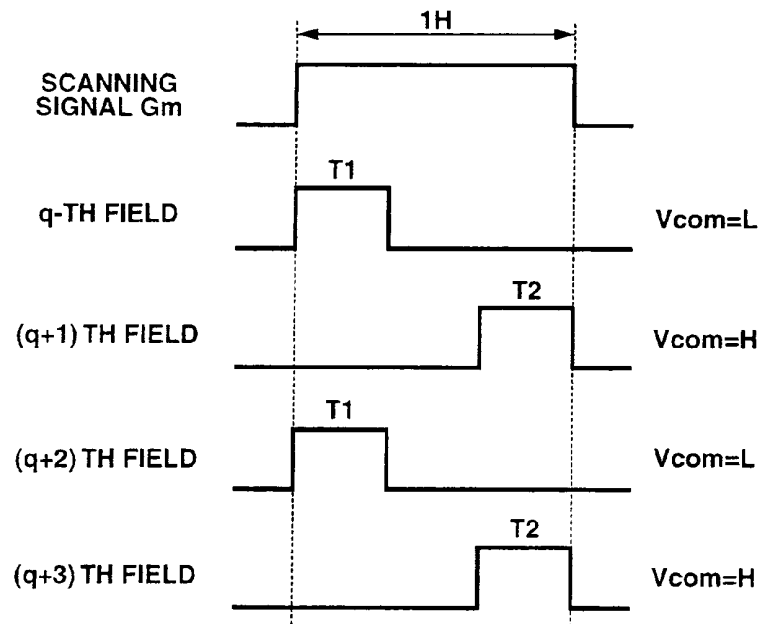 1H
SCANNING
SIGNAL Gm
T1
q-TH FIELD
Vcom=L
T2
(q+1) TH FIELD
Vcom=H
T1
(q+2) TH FIELD
Vcom=L
T2
(q+3) TH FIELD
Vcom=H